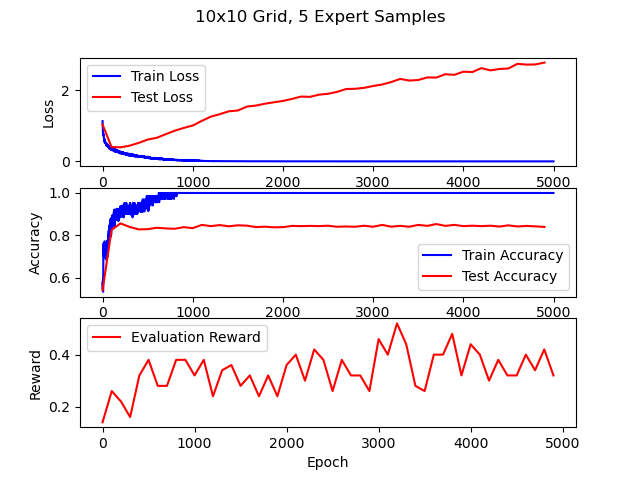 10x10 Grid, 5 Expert Samples
Loss
2
0
Train Loss
Test Loss
0 1000 2000 3000 4000 5000
Accuracy
1.0
0.8
0.6
Train Accuracy
Test Accuracy
0 1000 2000 3000 4000 5000
Reward
0.4
0.2
Evaluation Reward
0 1000 2000 3000 4000 5000
Epoch